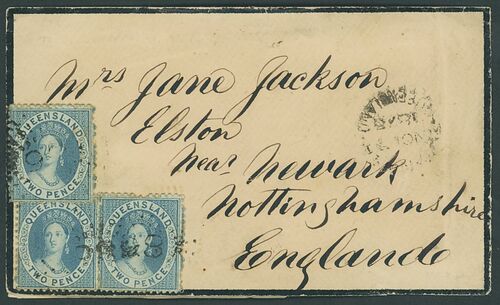 Mrs Jane Jackson
Elston
Near Newark
Nottinghamshire
England
QUEENSLAND
TWO PENCE
QUEENSLAND
TWO PENCE
QUEENSLAND
TWO PENCE